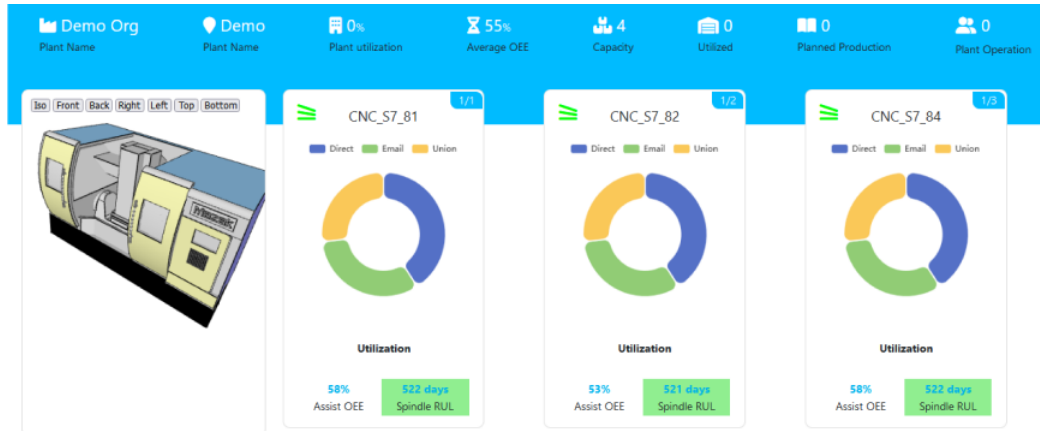 Demo Org
Plant Name
Demo
Plant Name
0%
Plant utilization
55%
Average OEE
4
Capacity
0
Utilized
0
Planned Production
0
Plant Operation
Iso Front Back Right Left Top Bottom
Mazak
1/1
CNC_S7_81
Direct Email Union
Utilization
58%
Assist OEE
522 days
Spindle RUL
1/2
CNC_S7_82
Direct Email Union
Utilization
53%
Assist OEE
521 days
Spindle RUL
1/3
CNC_S7_84
Direct Email Union
Utilization
58%
Assist OEE
522 days
Spindle RUL